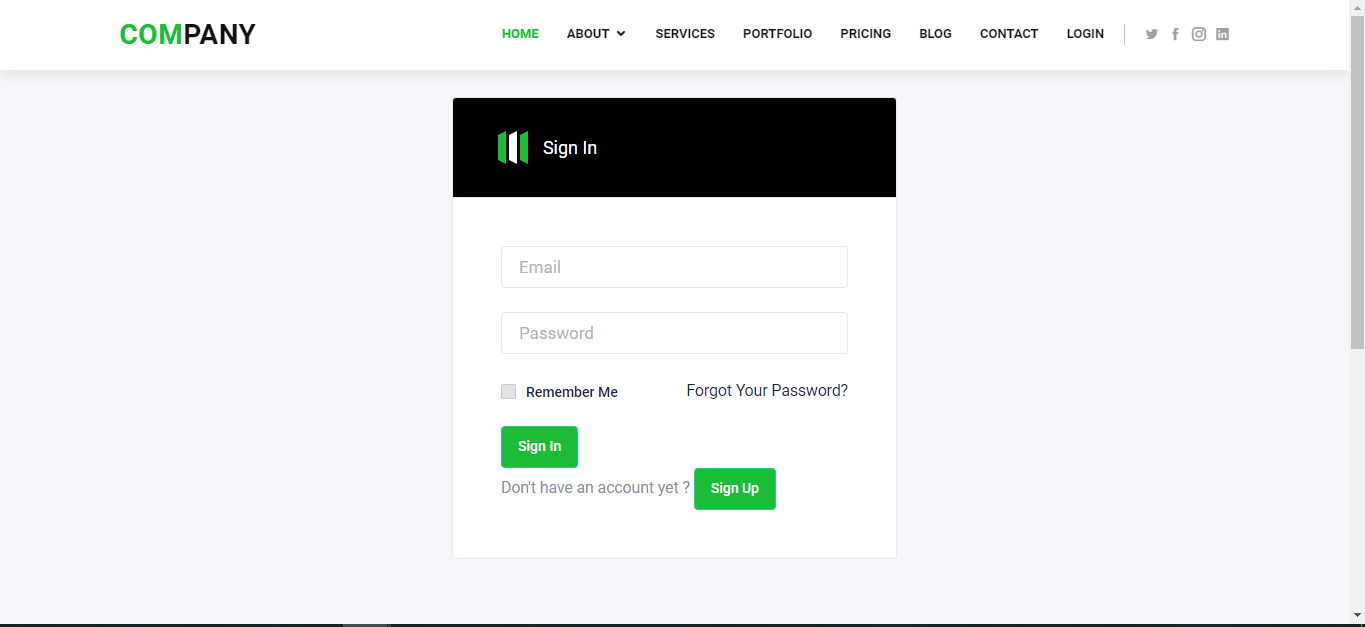 COMPANY HOME ABOUT SERVICES PORTFOLIO PRICING BLOG CONTACT LOGIN
Sign In
Email
Password
Remember Me Forgot Your Password?
Sign In
Don't have an account yet ? Sign Up